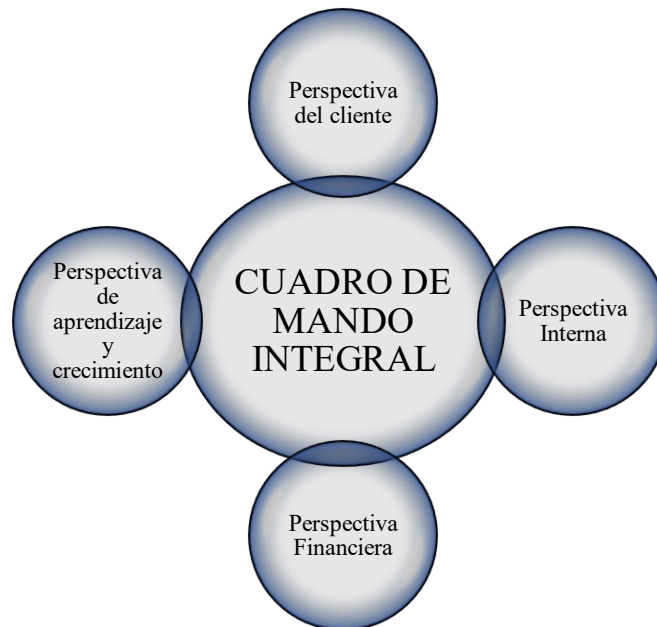 Perspectiva
del cliente
CUADRO DE
MANDO
INTEGRAL
Perspectiva
de
aprendizaje
y
crecimiento
Perspectiva
Interna
Perspectiva
Financiera